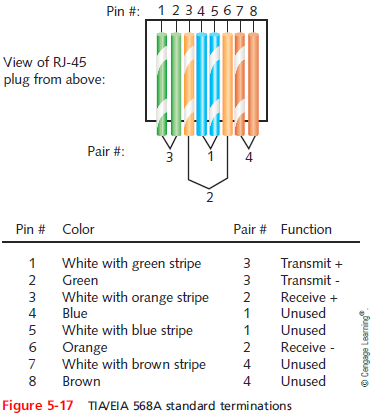 Pin #: 1 2 3 4 5 6 7 8
View of RJ-45
plug from above:
Pair #: 3 1 4
2
Pin # Color Pair # Function
1 White with green stripe 3 Transmit +
2 Green 3 Transmit -
3 White with orange stripe 2 Receive +
4 Blue 1 Unused
5 White with blue stripe 1 Unused
6 Orange 2 Receive -
7 White with brown stripe 4 Unused
8 Brown 4 Unused
© Cengage Learning®.
Figure 5-17 TIA/EIA 568A standard terminations